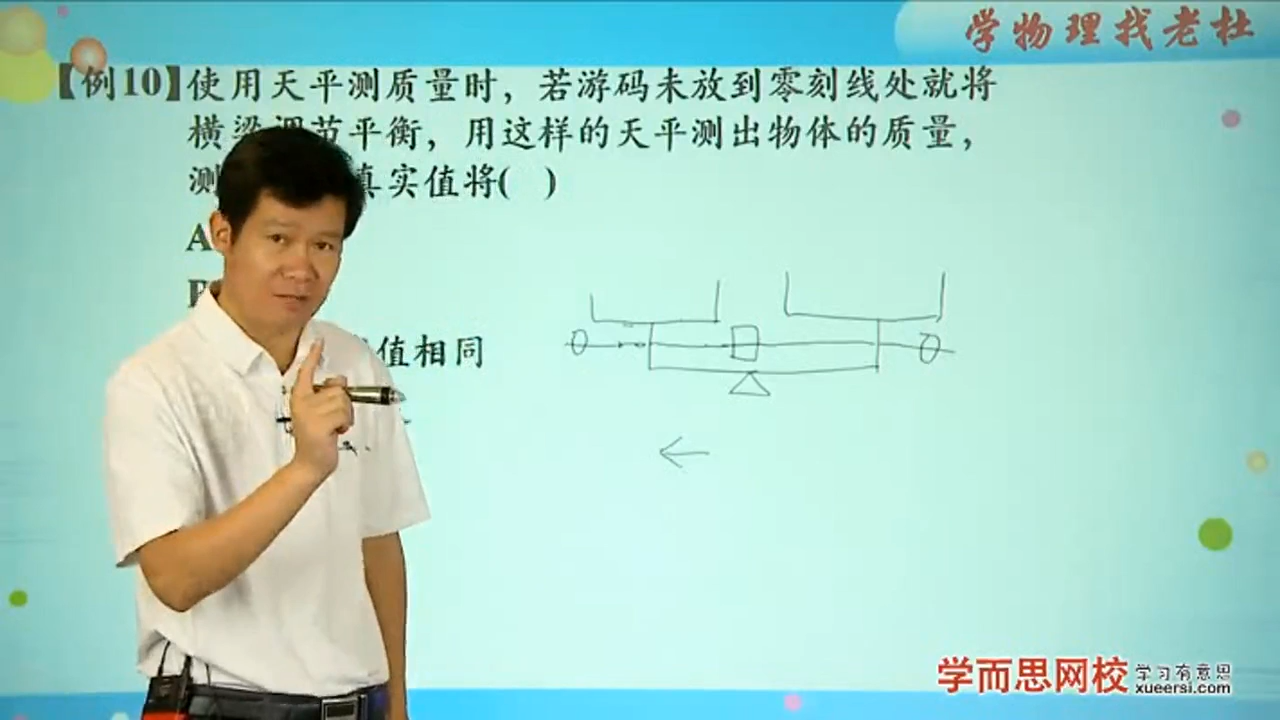 学物理找老杜
【例10】使用天平测质量时，若游码未放到零刻线处就将
横梁调节平衡，用这样的天平测出物体的质量，
测 真实值将( )
A
值相同
学而思网校 学习有意思
xueersi.com